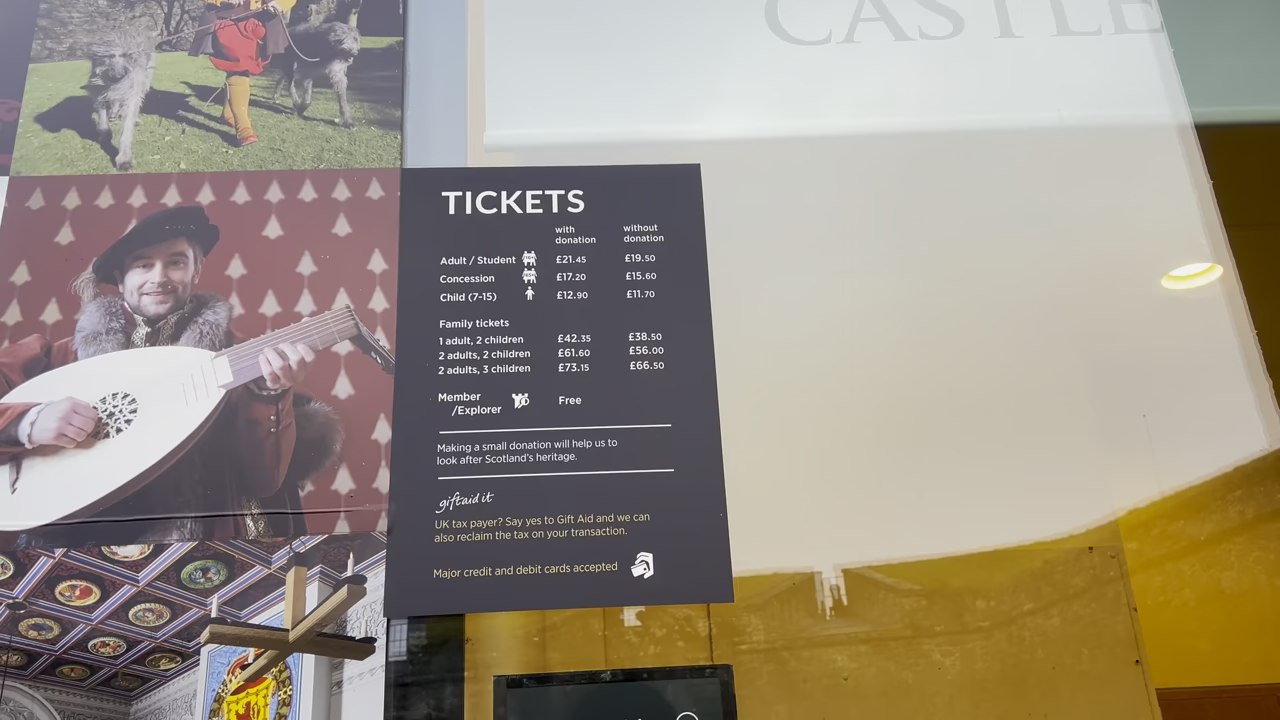 CASTLE
TICKETS
with donation without donation
Adult / Student £21.45 £19.50
Concession £17.20 £15.60
Child (7-15) £12.90 £11.70
Family tickets
1 adult, 2 children £42.35 £38.50
2 adults, 2 children £61.60 £56.00
2 adults, 3 children £73.15 £66.50
Member
/Explorer Free
Making a small donation will help us to
look after Scotland's heritage.
giftaid it
UK tax payer? Say yes to Gift Aid and we can
also reclaim the tax on your transaction.
Major credit and debit cards accepted